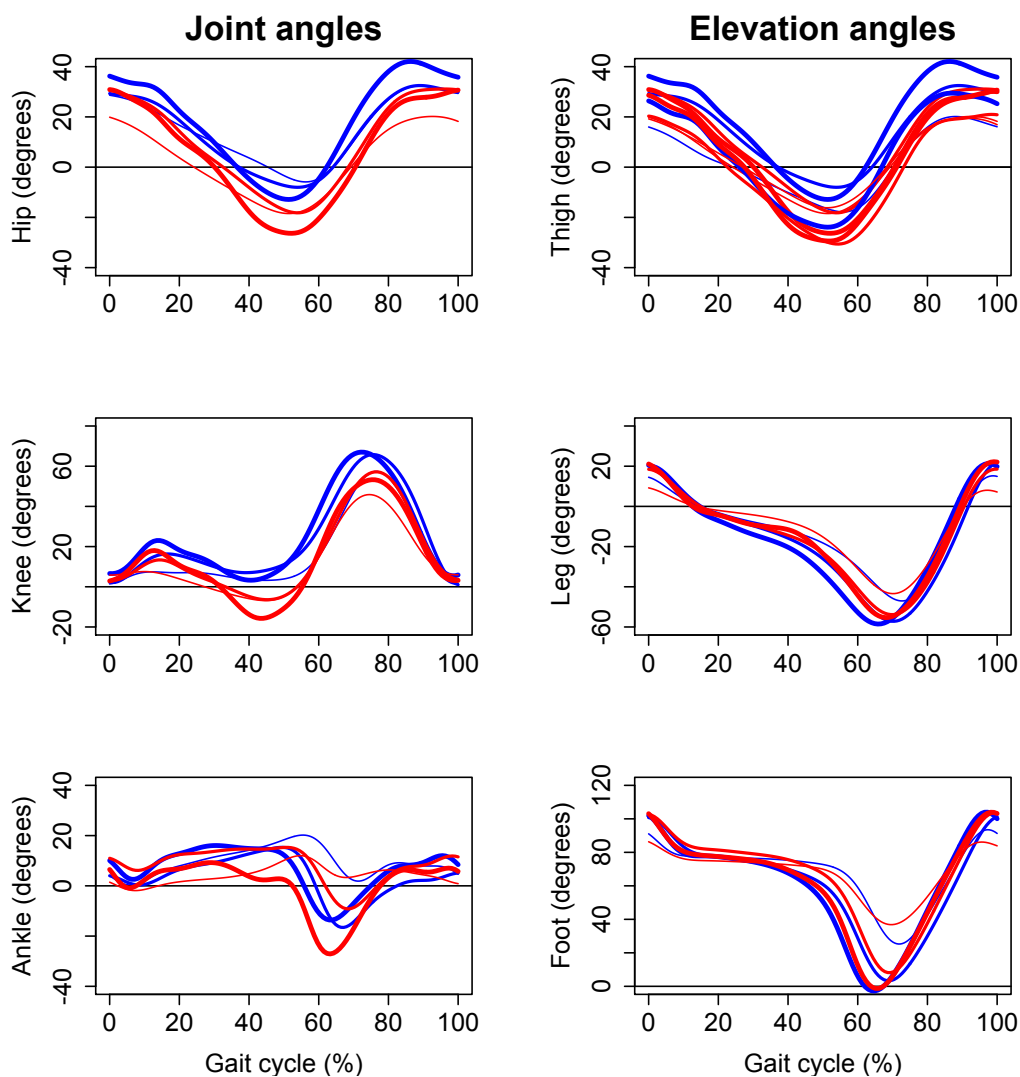 Joint angles
Elevation angles
Hip (degrees)
-40 0 20 40
0 20 40 60 80 100
Thigh (degrees)
-40 0 20 40
0 20 40 60 80 100
Knee (degrees)
-20 20 60
0 20 40 60 80 100
Leg (degrees)
-60 -20 20
0 20 40 60 80 100
Ankle (degrees)
-40 0 20 40
0 20 40 60 80 100
Gait cycle (%)
Foot (degrees)
0 40 80 120
0 20 40 60 80 100
Gait cycle (%)